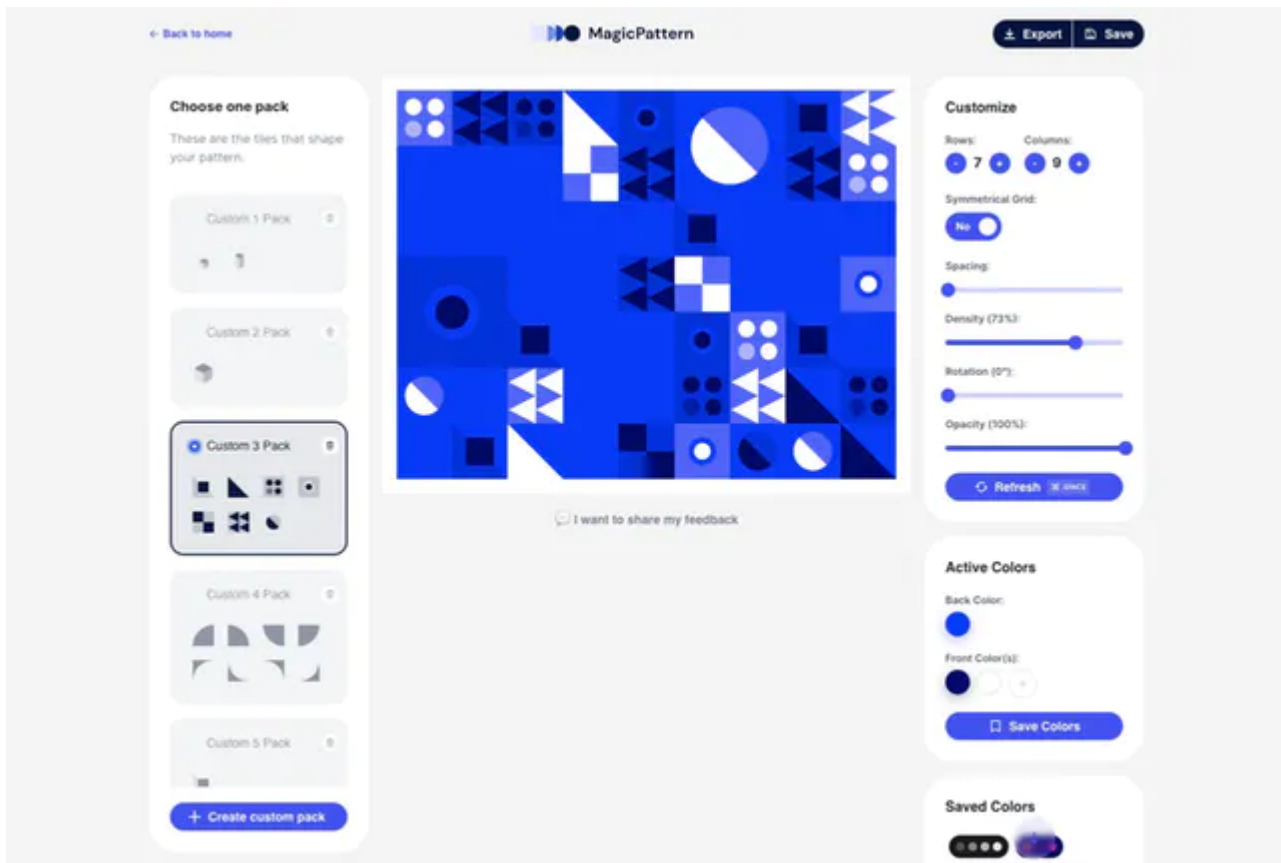 ← Back to home
MagicPattern
Export
Save
Choose one pack
These are the tiles that shape
your pattern.
Custom 1 Pack
Custom 2 Pack
Custom 3 Pack
Custom 4 Pack
Custom 5 Pack
+ Create custom pack
I want to share my feedback
Customize
Rows: Columns:
- 7 + - 9 +
Symmetrical Grid:
No
Spacing:
Density (73%):
Rotation (0°):
Opacity (100%):
Refresh
Active Colors
Back Color:
Front Color(s):
+
Save Colors
Saved Colors